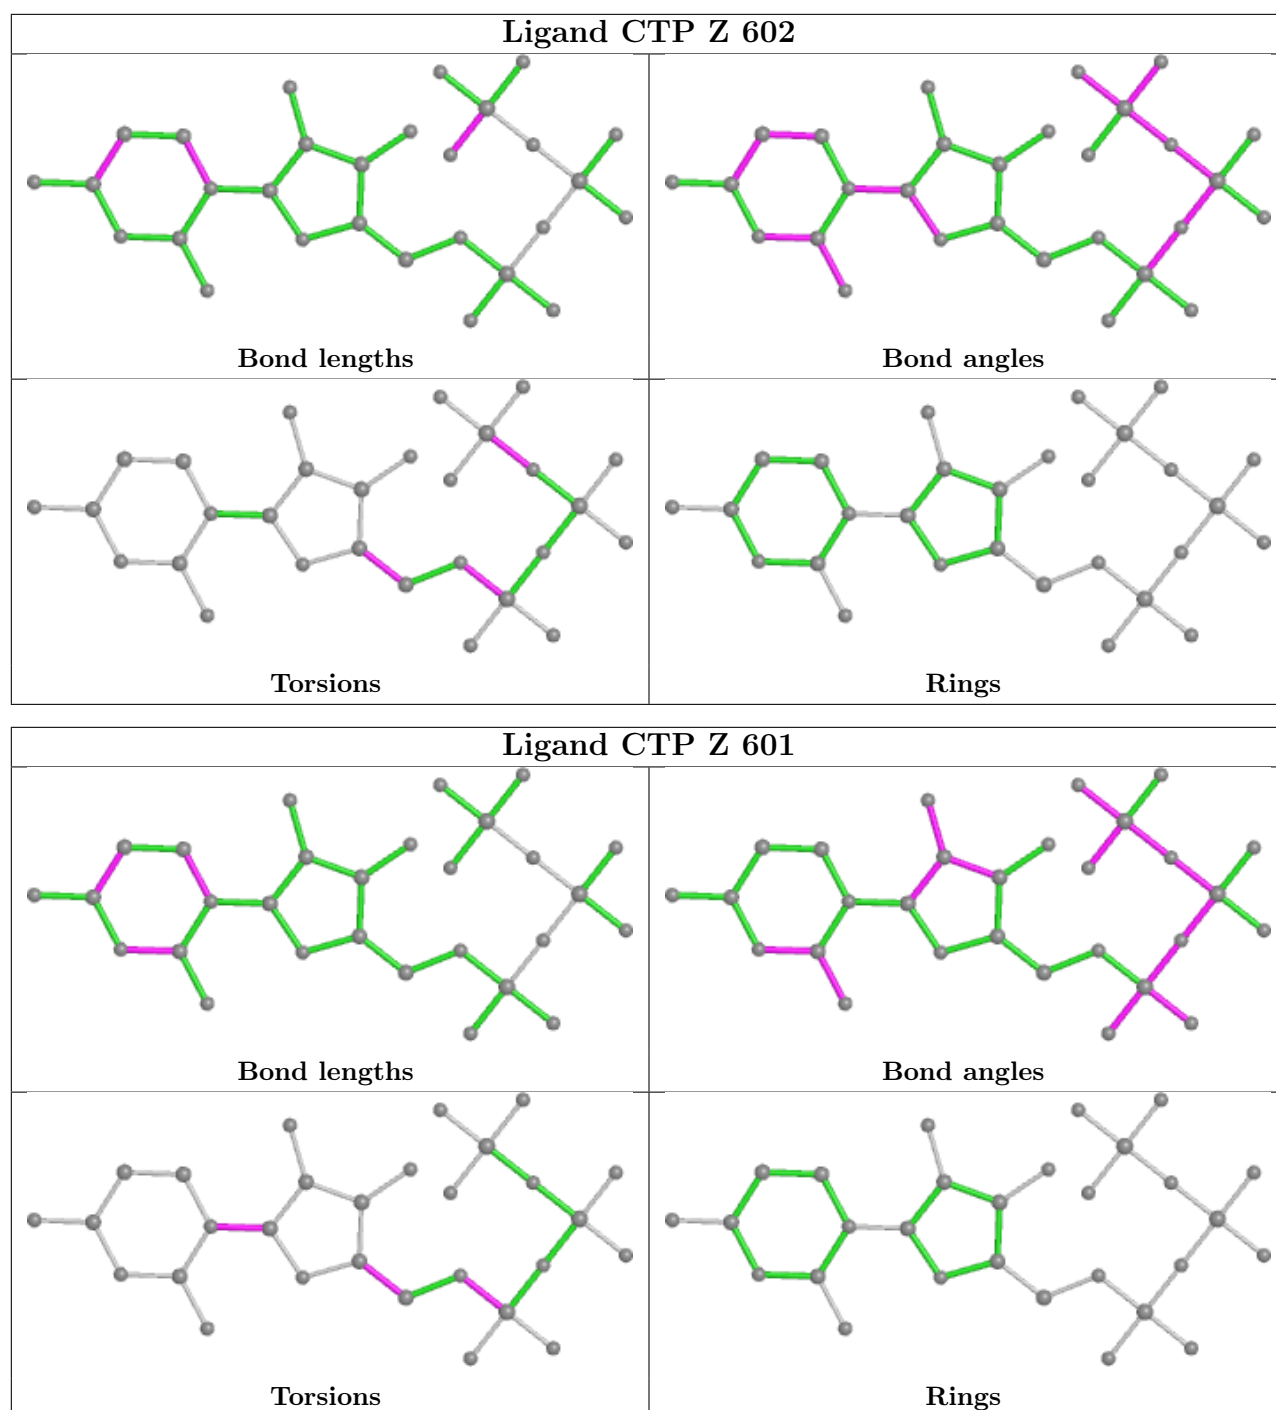 Ligand CTP Z 602
Bond lengths
Bond angles
Torsions
Rings
Ligand CTP Z 601
Bond lengths
Bond angles
Torsions
Rings